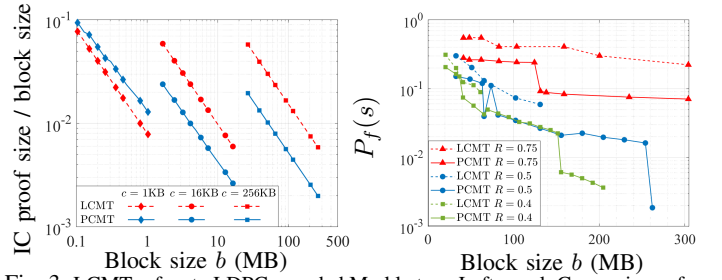 IC proof size / block size
10^-1
10^-2
10^-3
0.1
1
10
100
500
Block size b (MB)
c = 1KB c = 16KB c = 256KB
LCMT
PCMT
P_f(s)
10^0
10^-1
10^-2
10^-3
0
100
200
300
Block size b (MB)
LCMT R = 0.75
PCMT R = 0.75
LCMT R = 0.5
PCMT R = 0.5
LCMT R = 0.4
PCMT R = 0.4